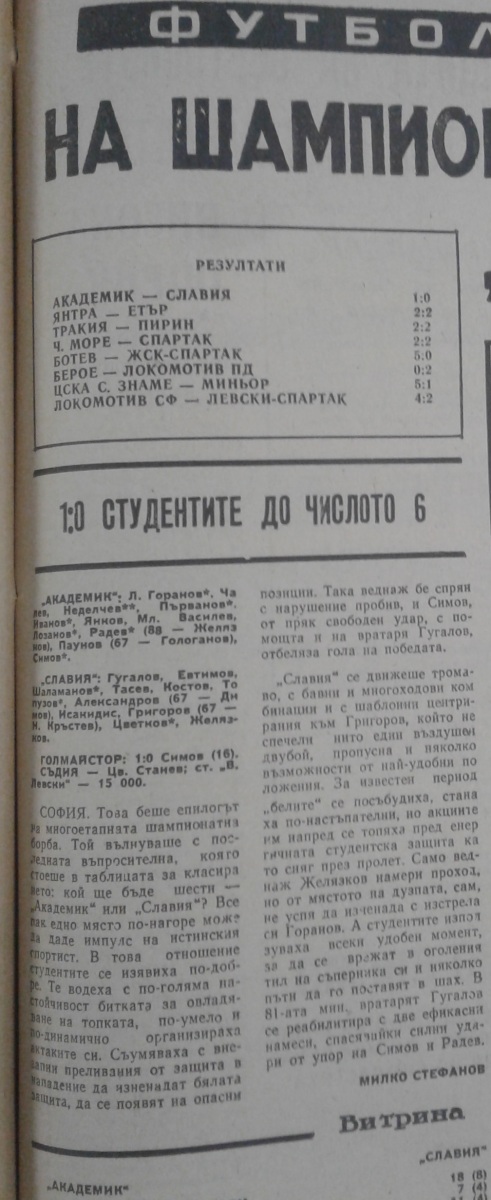 ФУТБОЛ
НА ШАМПИО
РЕЗУЛТАТИ
АКАДЕМИК — СЛАВИЯ 1:0
ЯНТРА — ЕТЪР 2:2
ТРАКИЯ — ПИРИН 2:2
Ч. МОРЕ — СПАРТАК 2:2
БОТЕВ — ЖСК-СПАРТАК 5:0
БЕРОЕ — ЛОКОМОТИВ ПД 0:2
ЦСКА С. ЗНАМЕ — МИНЬОР 5:1
ЛОКОМОТИВ СФ — ЛЕВСКИ-СПАРТАК 4:2
1:0 СТУДЕНТИТЕ ДО ЧИСЛОТО 6
„АКАДЕМИК“: Л. Горанов*. Ча
лев, Неделчев**, Първанов*.
Иванов*, Янков, Мл. Василев,
Лозанов*, Радев* (88 — Желяз
ков), Паунов (67 — Гологанов),
Симов*.
„СЛАВИЯ“: Гугалов, Евтимов,
Шаламанов*, Тасев, Костов, То
пузов*, Александров (67 — Ди
мов), Исакидис, Григоров (67 —
Н. Кръстев), Цветков*, Желяз-
ков.
ГОЛМАЙСТОР: 1:0 Симов (16).
СЪДИЯ — Цв. Станев; ст. „В.
Левски“ — 15 000.
СОФИЯ. Това беше епилогът
на многоетапната шампионатна
борба. Той вълнуваше с пос-
ледната въпросителна, която
стоеше в таблицата за класира
нето: кой ще бъде шести —
„Академик“ или „Славия“? Все
пак едно място по-нагоре може
да даде импулс на истинския
спортист. В това отношение
студентите се изявиха по-доб-
ре. Те водеха с по-голяма на-
стойчивост битката за овладя-
ване на топката, по-умело и
по-динамично организираха
атаките си. Съумяваха с вне-
запни преливания от защита в
нападение да изненадат бялата
защита, да се появят на опасни
позиции. Така веднаж бе спрян
с нарушение пробив, и Симов,
от пряк свободен удар, с по-
мощта и на вратаря Гугалов,
отбеляза гола на победата.
„Славия“ се движеше трома-
во, с бавни и многоходови ком
бинации и с шаблонни центри-
рания към Григоров, който не
спечели нито един въздушен
двубой, пропусна и няколко
възможности от най-удобни по
ложения. За известен период
„белите“ се посъбудиха, стана
ха по-настъпателни, но акциите
им напред се топяха пред енер
гичната студентска защита ка
то сняг през пролет. Само вед-
наж Желязков намери проход,
но от мястото на дузпата, сам,
не успя да изненада с изстрела
си Горанов. А студентите изпол
зуваха всеки удобен момент,
за да се врежат в оголения
тил на съперника си и няколко
пъти да го поставят в шах. В
81-ата мин. вратарят Гугалов
се реабилитира с две ефикасни
намеси, спасявайки силни уда-
ри от упор на Симов и Радев.
МИЛКО СТЕФАНОВ
Витрина
„АКАДЕМИК“ „СЛАВИЯ“
18 (8)
7 (4)